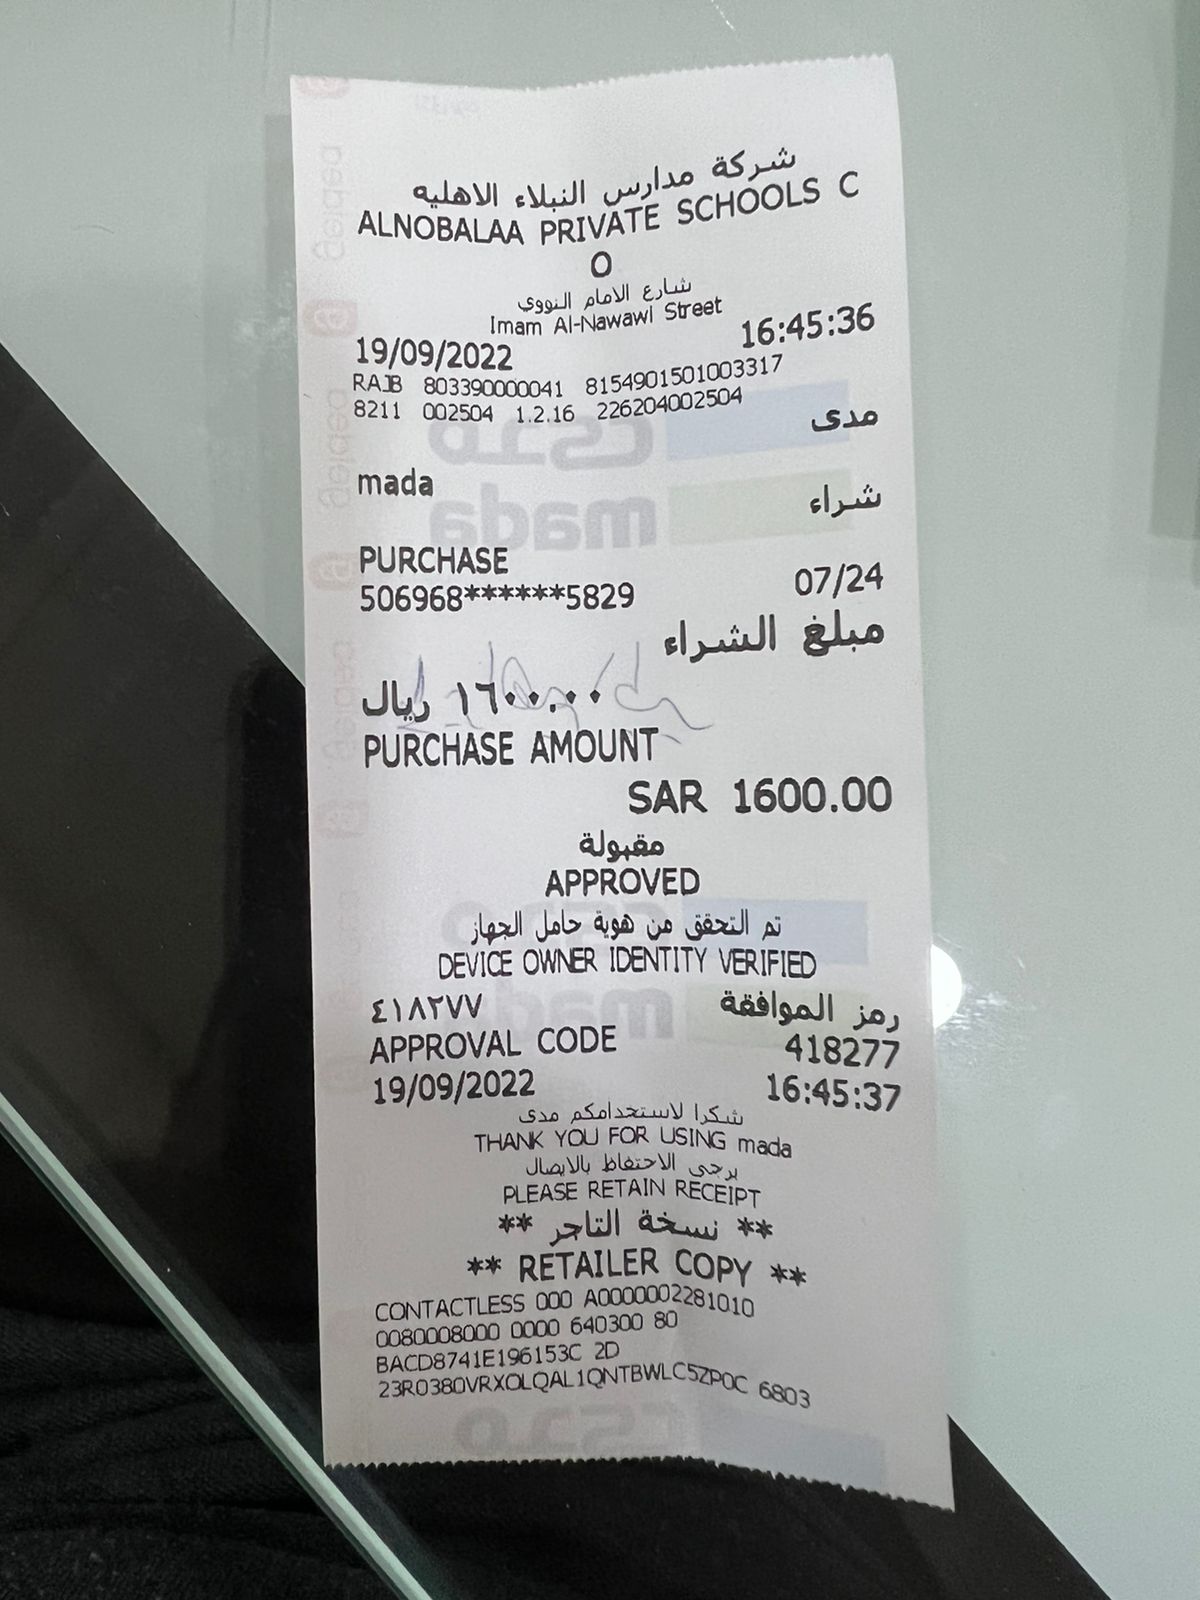 شركة مدارس النبلاء الاهليه
ALNOBALAA PRIVATE SCHOOLS C
O
شارع الامام النووي
Imam Al-Nawawi Street
19/09/2022 16:45:36
RAJB 803390000041 8154901501003317
8211 002504 1.2.16 226204002504
مدى
mada
شراء
PURCHASE
506968******5829 07/24
مبلغ الشراء
١٦٠٠.٠٠ ريال
PURCHASE AMOUNT
SAR 1600.00
مقبولة
APPROVED
تم التحقق من هوية حامل الجهاز
DEVICE OWNER IDENTITY VERIFIED
رمز الموافقة ٤١٨٢٧٧
APPROVAL CODE 418277
19/09/2022 16:45:37
شكرا لاستخدامكم مدى
THANK YOU FOR USING mada
يرجى الاحتفاظ بالايصال
PLEASE RETAIN RECEIPT
** نسخة التاجر **
** RETAILER COPY **
CONTACTLESS 000 A0000002281010
0080008000 0000 640300 80
BACD8741E196153C 2D
23R0380VRXOLQAL1QNTBWLC5ZP0C 6803